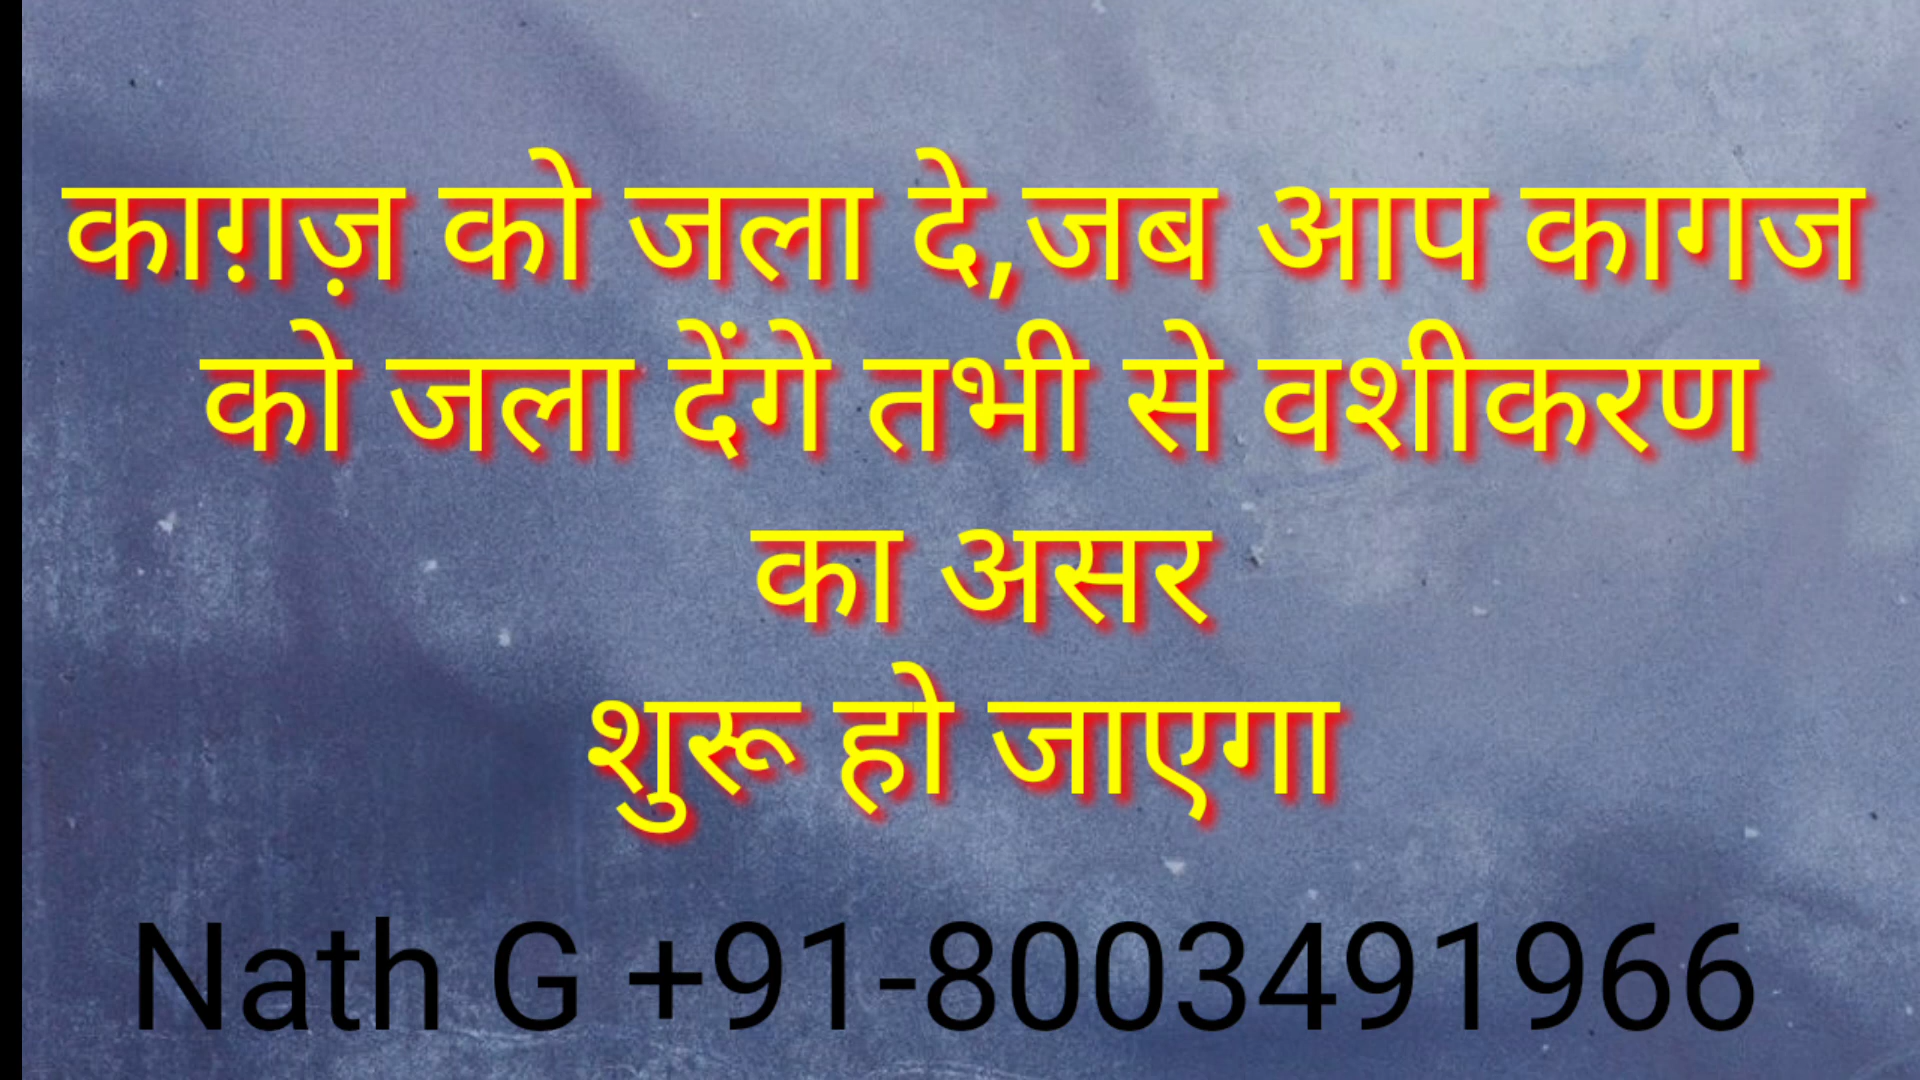 काग़ज़ को जला दे,जब आप कागज
को जला देंगे तभी से वशीकरण
का असर
शुरू हो जाएगा
Nath G +91-8003491966